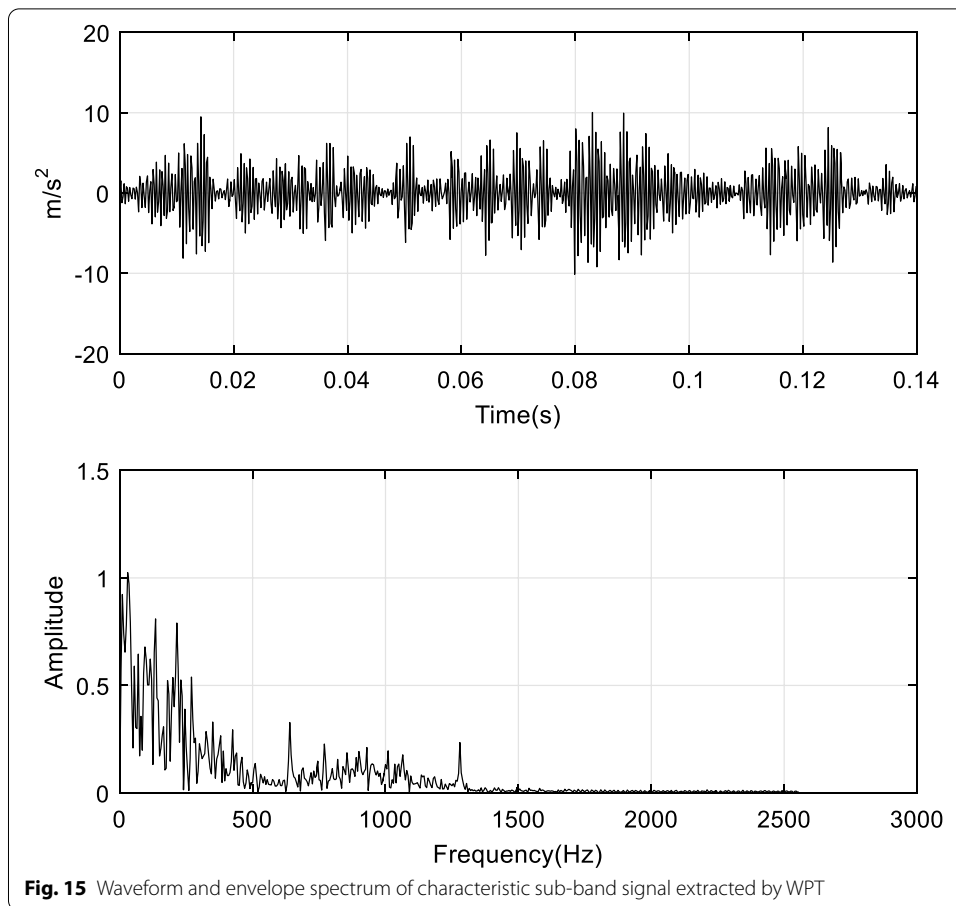 20
10
0
-10
-20
m/s²
0 0.02 0.04 0.06 0.08 0.1 0.12 0.14
Time(s)
1.5
1
0.5
0
Amplitude
0 500 1000 1500 2000 2500 3000
Frequency(Hz)
Fig. 15 Waveform and envelope spectrum of characteristic sub-band signal extracted by WPT